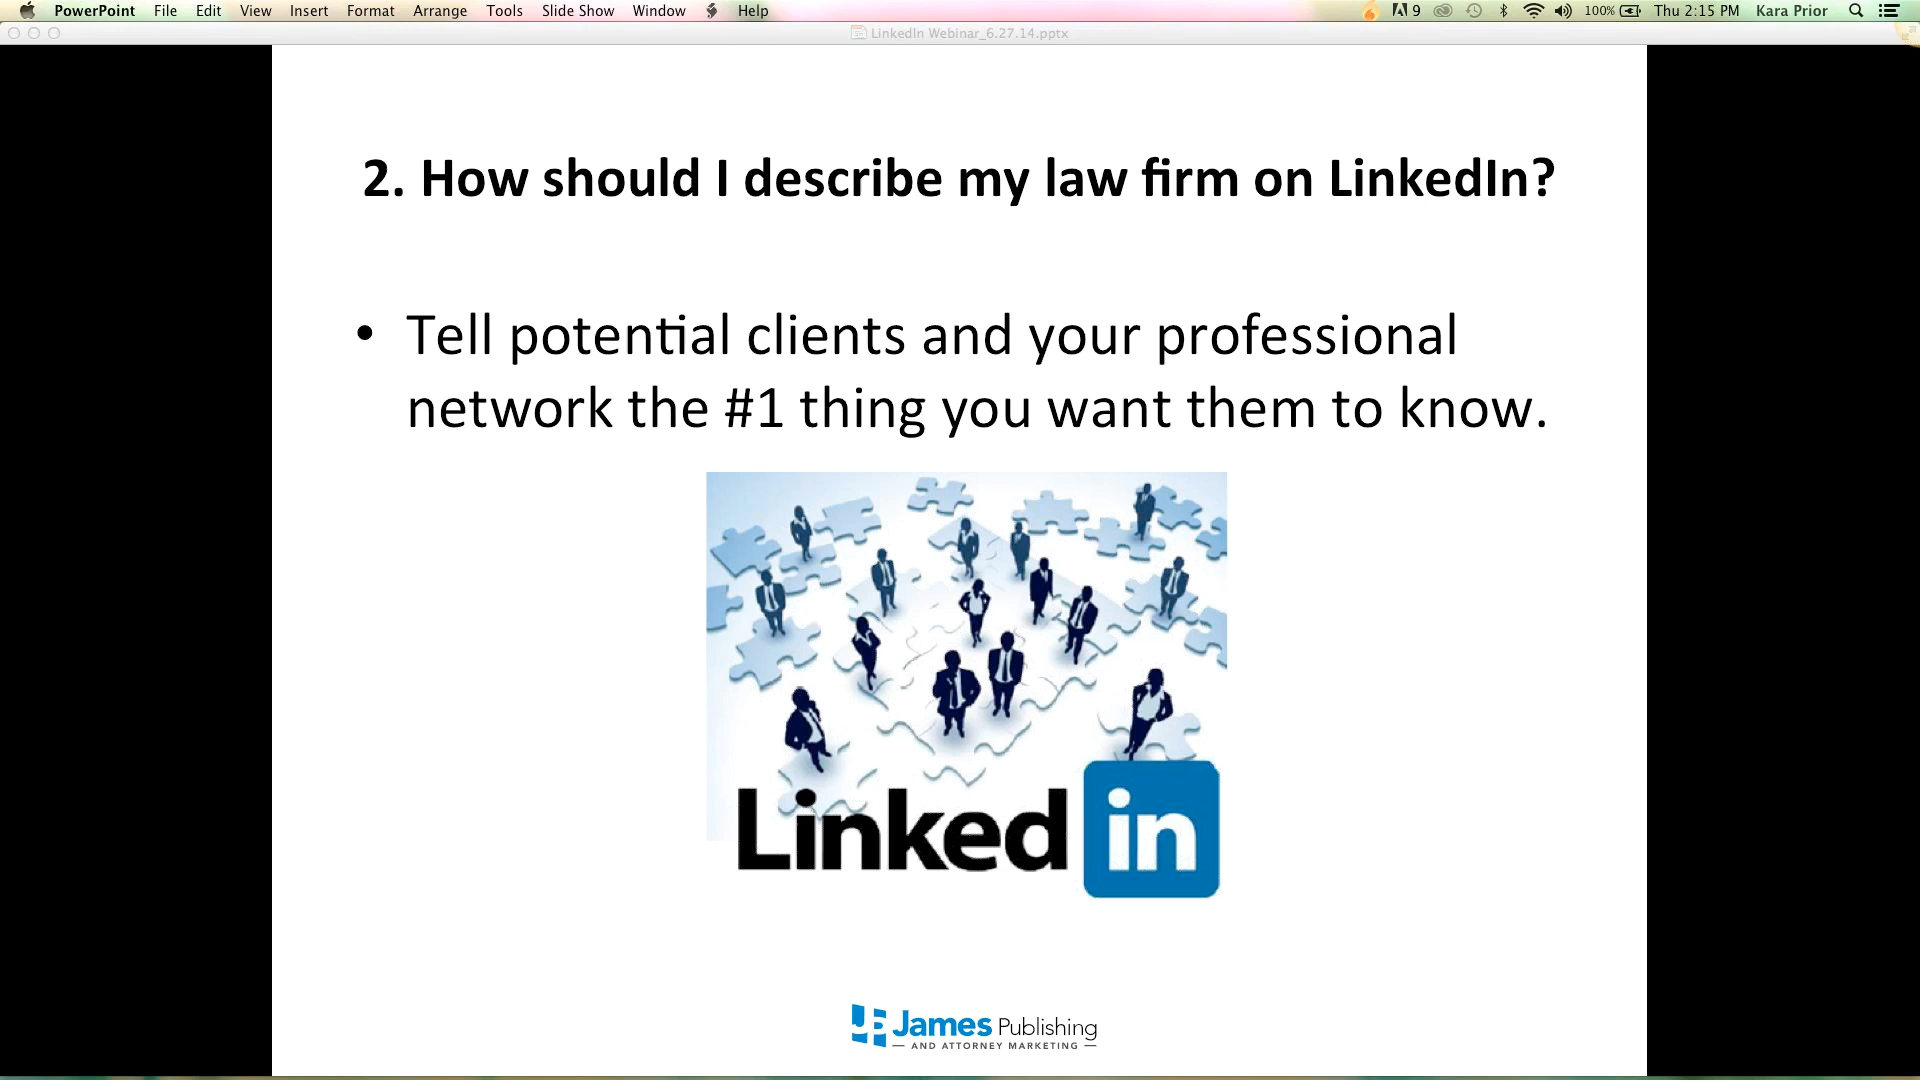 PowerPoint File Edit View Insert Format Arrange Tools Slide Show Window Help 9 100% Thu 2:15 PM Kara Prior
LinkedIn Webinar_6.27.14.pptx
2. How should I describe my law firm on LinkedIn?
• Tell potential clients and your professional
network the #1 thing you want them to know.
Linked in
James Publishing
AND ATTORNEY MARKETING